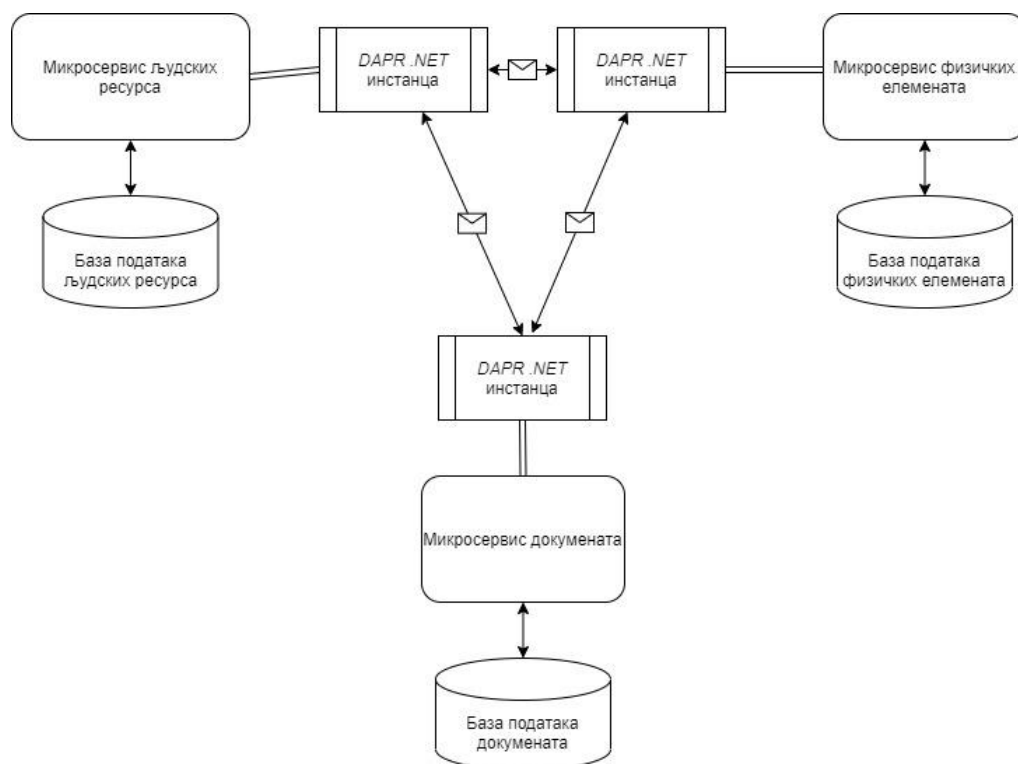 Микросервис људских
ресурса
DAPR .NET
инстанца
DAPR .NET
инстанца
Микросервис физичких
елемената
База података
људских ресурса
База података
физичких елемената
DAPR .NET
инстанца
Микросервис докумената
База података
докумената